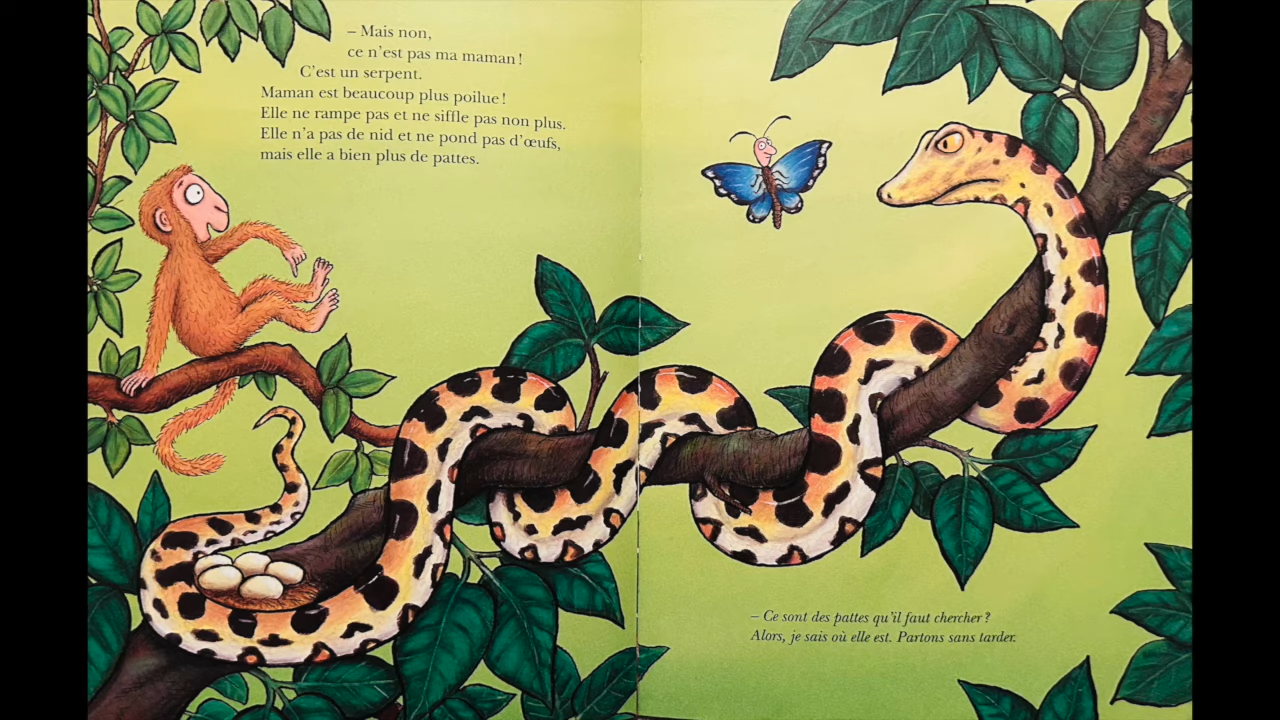 – Mais non,
ce n'est pas ma maman !
C'est un serpent.
Maman est beaucoup plus poilue !
Elle ne rampe pas et ne siffle pas non plus.
Elle n'a pas de nid et ne pond pas d'œufs,
mais elle a bien plus de pattes.
– Ce sont des pattes qu'il faut chercher ?
Alors, je sais où elle est. Partons sans tarder.